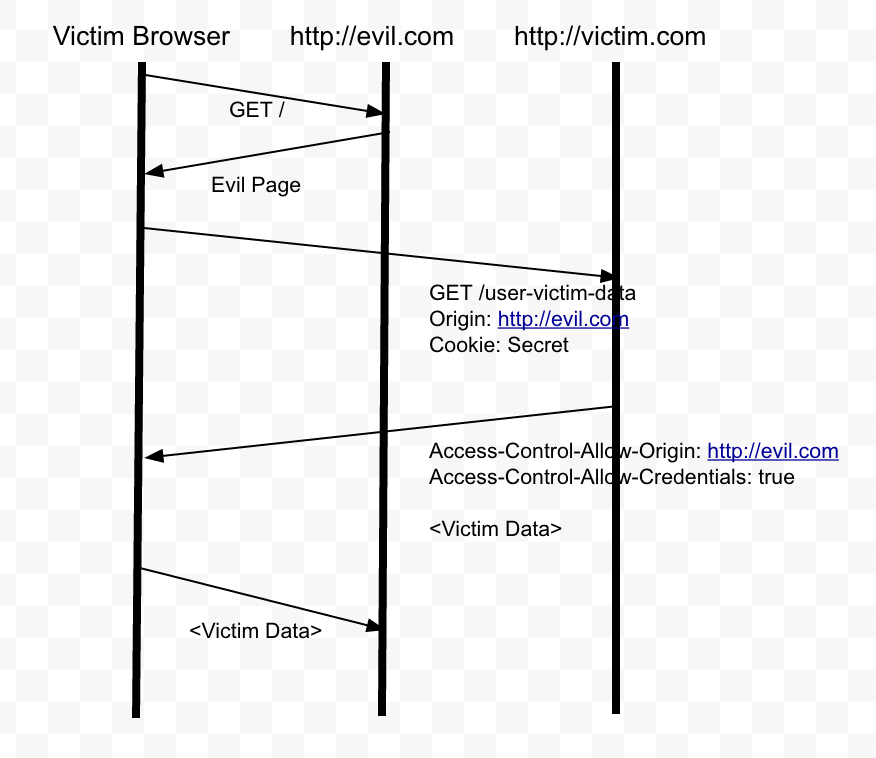 Victim Browser
http://evil.com
http://victim.com
GET /
Evil Page
GET /user-victim-data
Origin: http://evil.com
Cookie: Secret
Access-Control-Allow-Origin: http://evil.com
Access-Control-Allow-Credentials: true
<Victim Data>
<Victim Data>